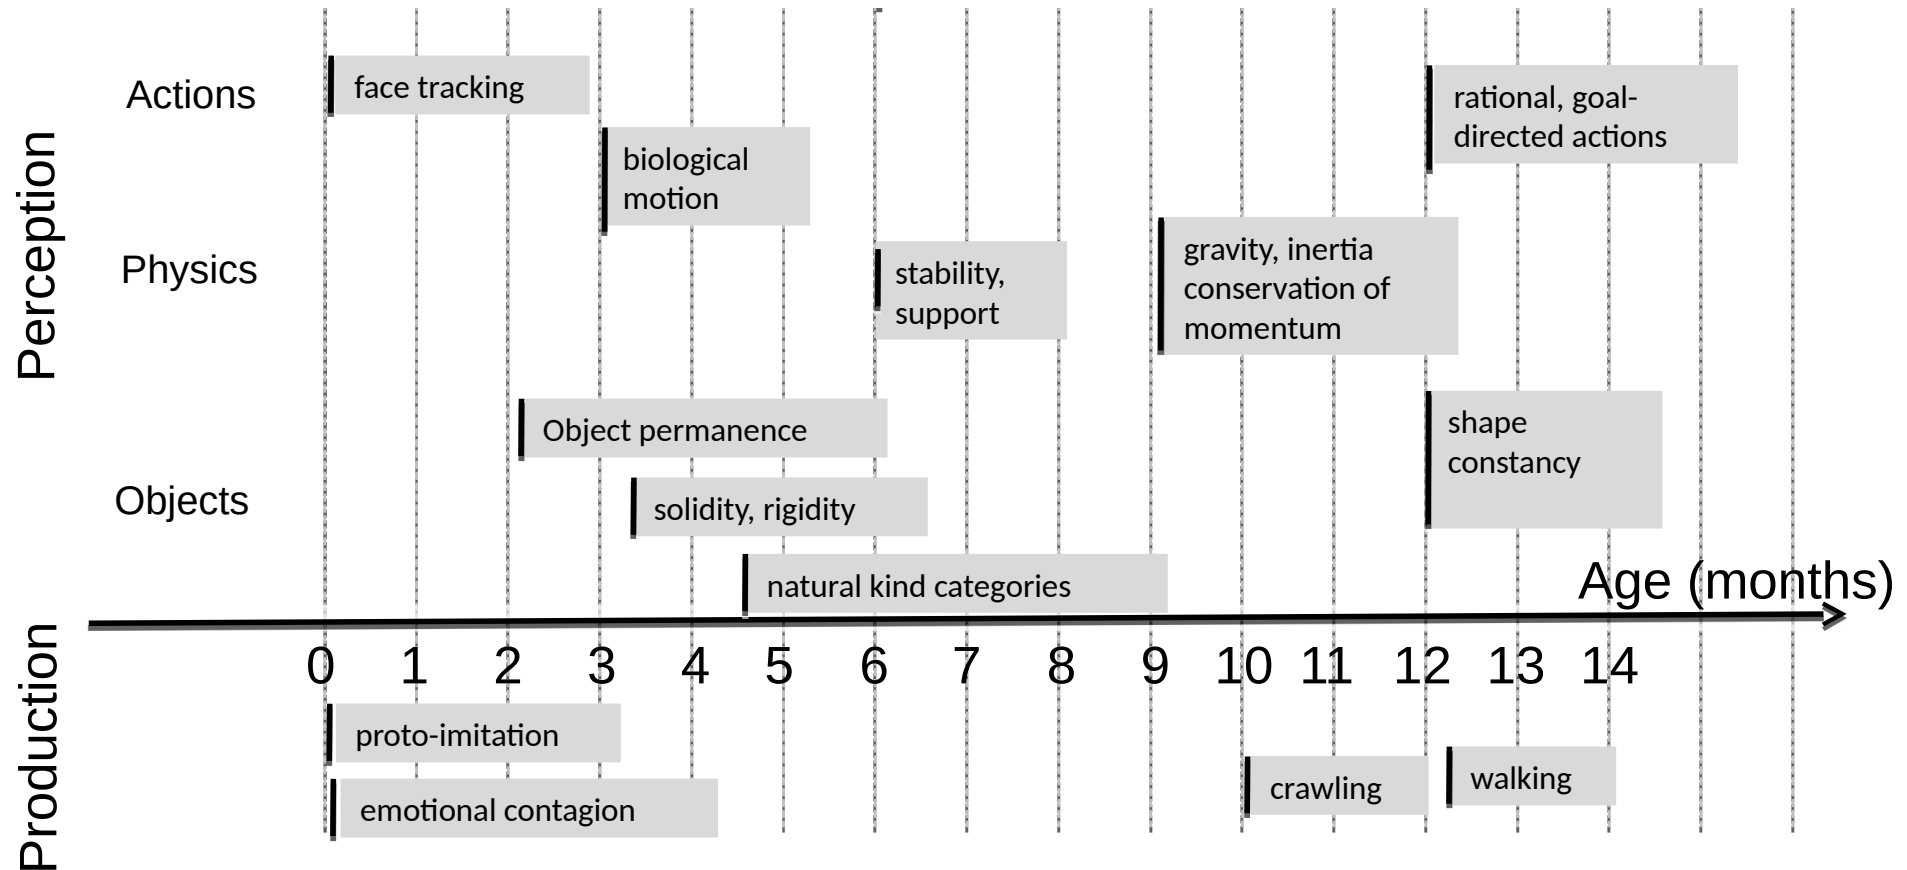 Perception
Actions
face tracking
biological
motion
rational, goal-
directed actions
Physics
stability,
support
gravity, inertia
conservation of
momentum
Objects
Object permanence
solidity, rigidity
natural kind categories
shape
constancy
Age (months)
0 1 2 3 4 5 6 7 8 9 10 11 12 13 14
Production
proto-imitation
emotional contagion
crawling
walking